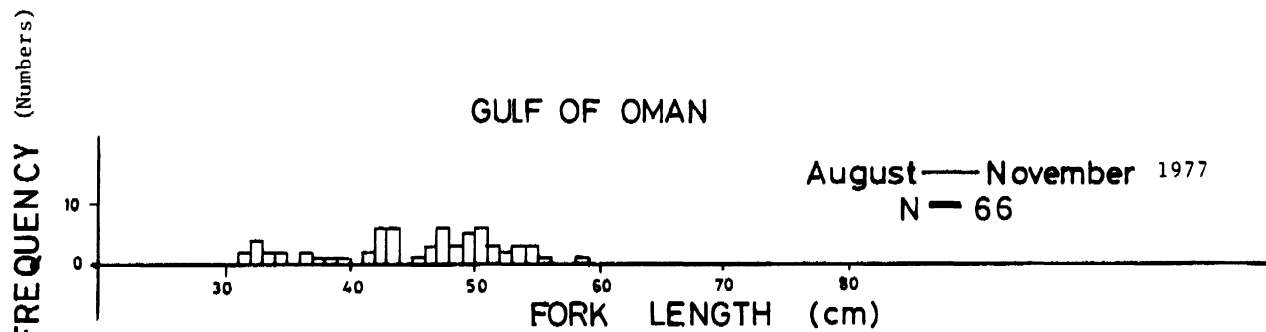 FREQUENCY (Numbers)
GULF OF OMAN
August — November 1977
N = 66
10
0
30 40 50 60 70 80
FORK LENGTH (cm)